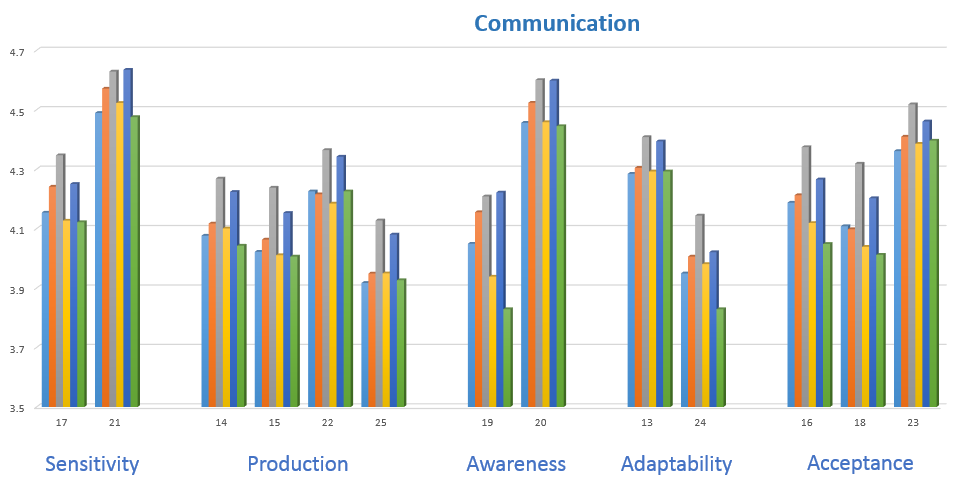 Communication
4.7
4.5
4.3
4.1
3.9
3.7
3.5
17 21 14 15 22 25 19 20 13 24 16 18 23
Sensitivity Production Awareness Adaptability Acceptance